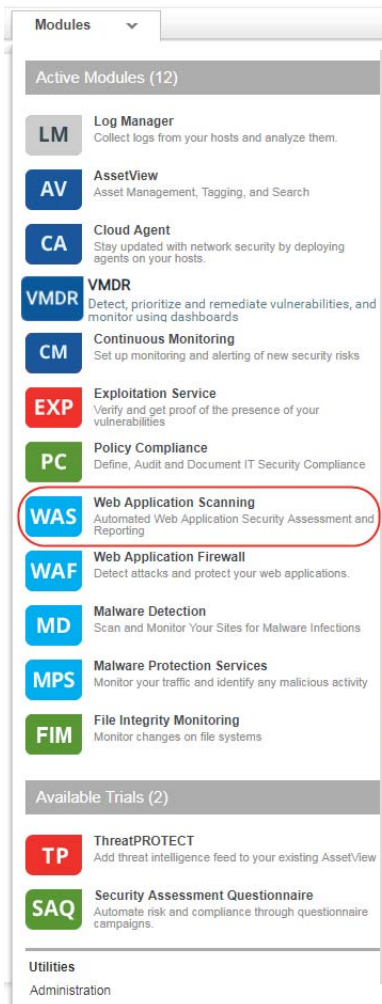 Modules
Active Modules (12)
LM
Log Manager
Collect logs from your hosts and analyze them.
AV
AssetView
Asset Management, Tagging, and Search
CA
Cloud Agent
Stay updated with network security by deploying
agents on your hosts.
VMDR
VMDR
Detect, prioritize and remediate vulnerabilities, and
monitor using dashboards
CM
Continuous Monitoring
Set up monitoring and alerting of new security risks
EXP
Exploitation Service
Verify and get proof of the presence of your
vulnerabilities
PC
Policy Compliance
Define, Audit and Document IT Security Compliance
WAS
Web Application Scanning
Automated Web Application Security Assessment and
Reporting
WAF
Web Application Firewall
Detect attacks and protect your web applications.
MD
Malware Detection
Scan and Monitor Your Sites for Malware Infections
MPS
Malware Protection Services
Monitor your traffic and identify any malicious activity
FIM
File Integrity Monitoring
Monitor changes on file systems
Available Trials (2)
TP
ThreatPROTECT
Add threat intelligence feed to your existing AssetView
SAQ
Security Assessment Questionnaire
Automate risk and compliance through questionnaire
campaigns.
Utilities
Administration